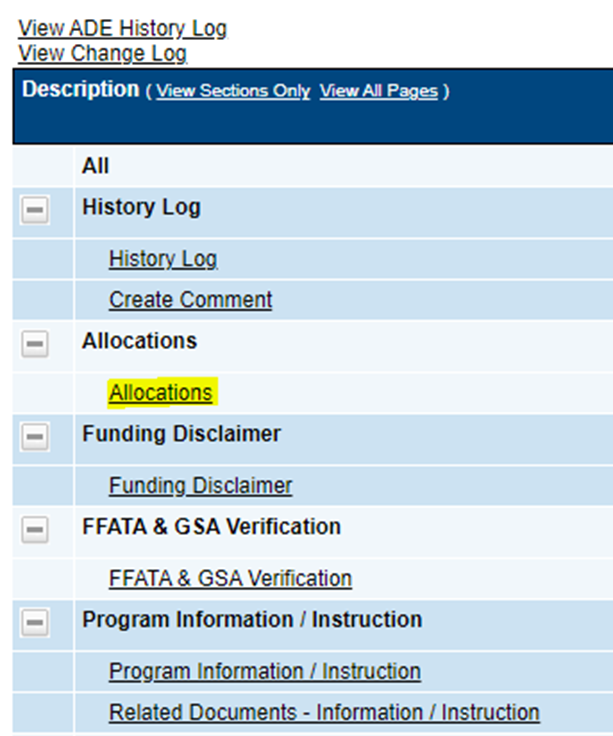 View ADE History Log
View Change Log
Description ( View Sections Only View All Pages )
All
History Log
History Log
Create Comment
Allocations
Allocations
Funding Disclaimer
Funding Disclaimer
FFATA & GSA Verification
FFATA & GSA Verification
Program Information / Instruction
Program Information / Instruction
Related Documents - Information / Instruction